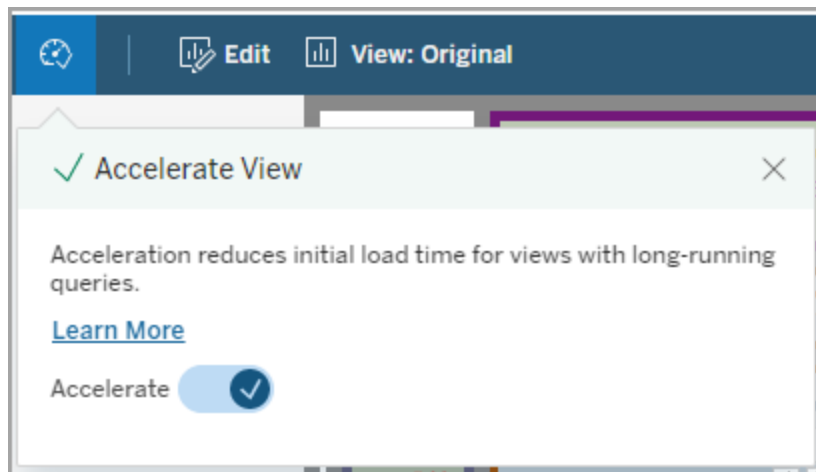 Edit View: Original
Accelerate View
Acceleration reduces initial load time for views with long-running
queries.
Learn More
Accelerate